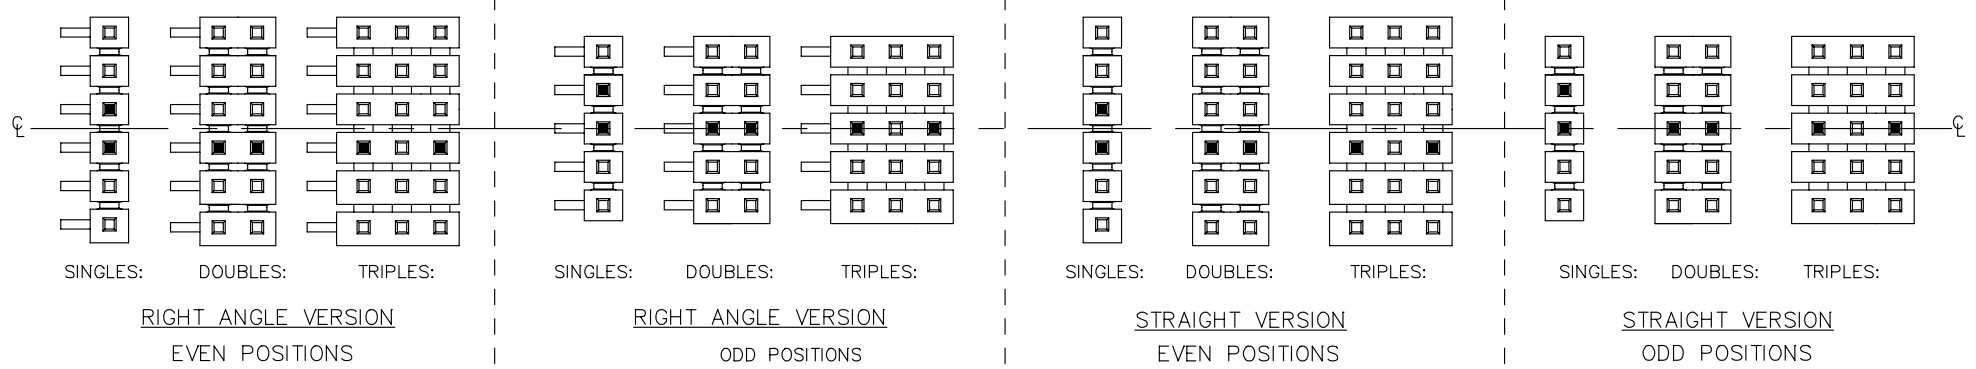 ℄ ℄
SINGLES: DOUBLES: TRIPLES: SINGLES: DOUBLES: TRIPLES: SINGLES: DOUBLES: TRIPLES: SINGLES: DOUBLES: TRIPLES:
RIGHT ANGLE VERSION RIGHT ANGLE VERSION STRAIGHT VERSION STRAIGHT VERSION
EVEN POSITIONS ODD POSITIONS EVEN POSITIONS ODD POSITIONS